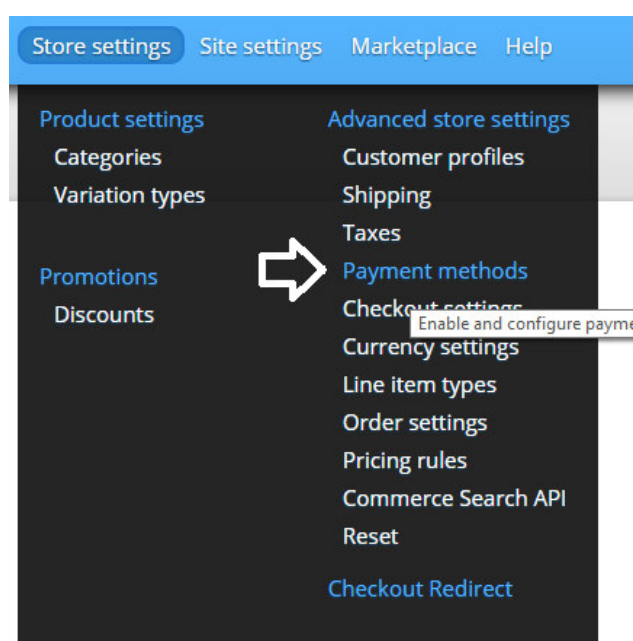 Store settings Site settings Marketplace Help
Product settings
Categories
Variation types
Promotions
Discounts
Advanced store settings
Customer profiles
Shipping
Taxes
Payment methods
Checkout settings
Enable and configure payme
Currency settings
Line item types
Order settings
Pricing rules
Commerce Search API
Reset
Checkout Redirect